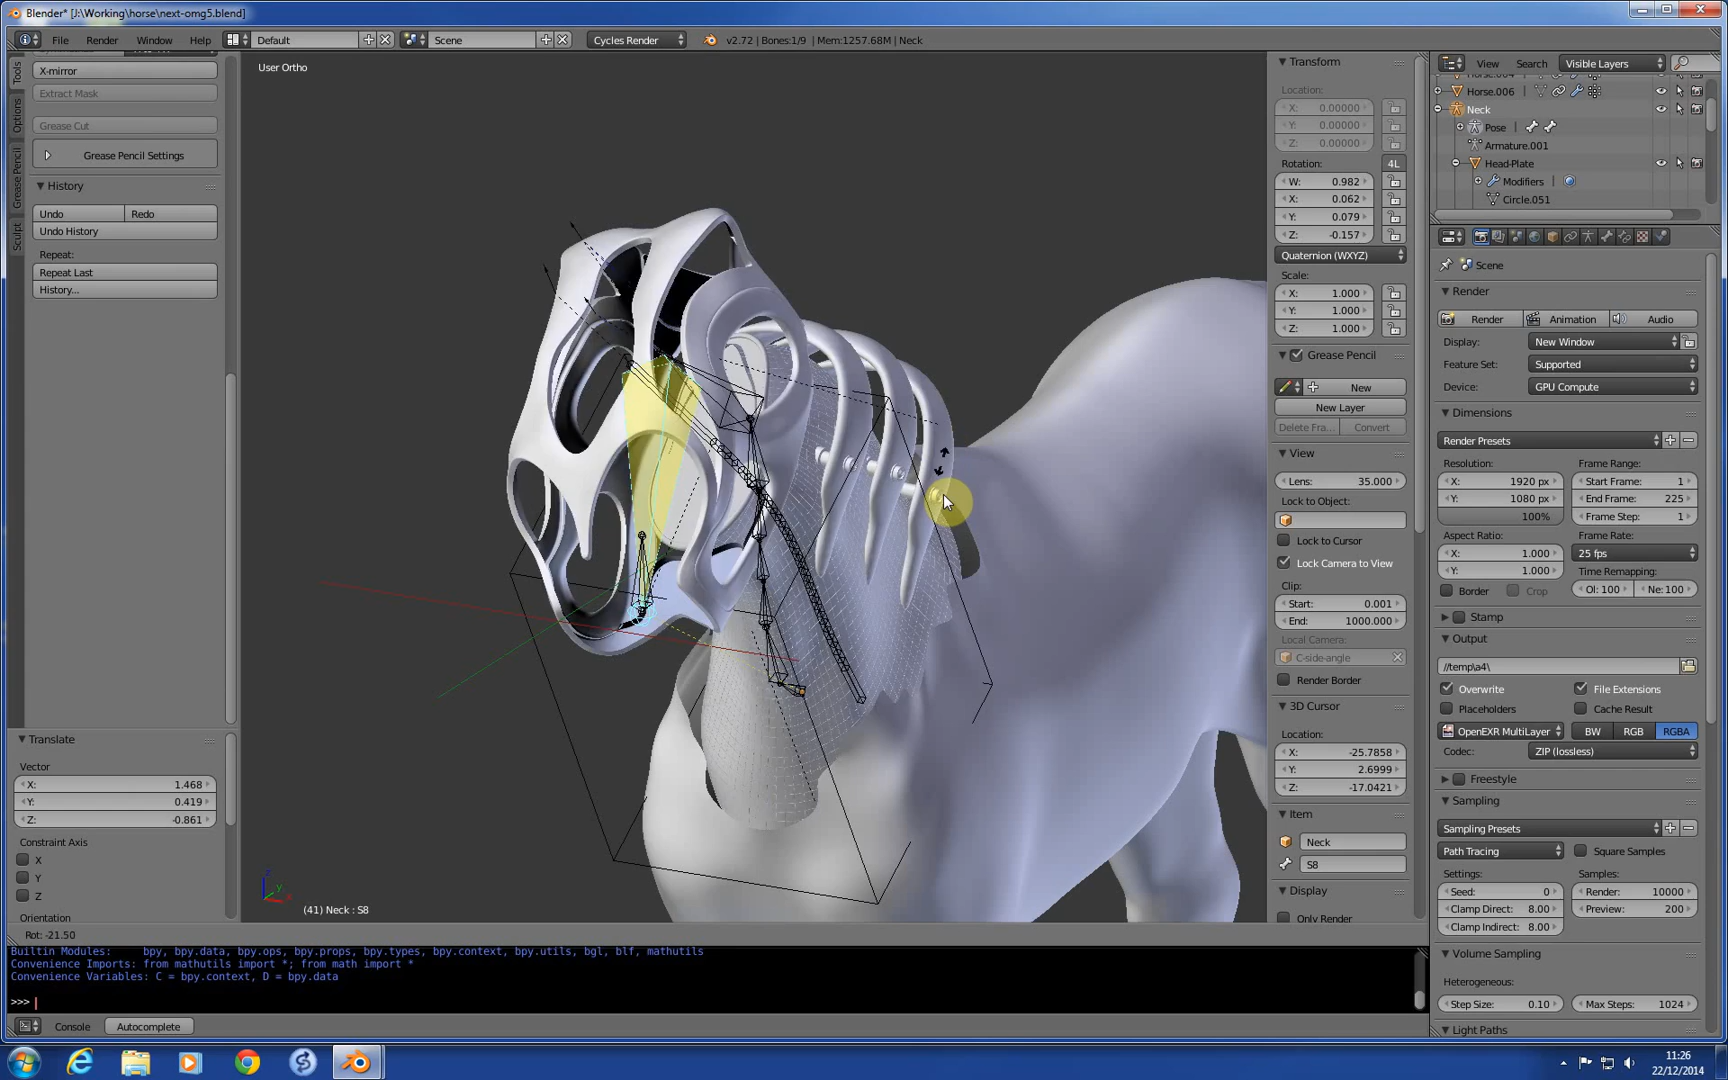 Blender* [J:\Working\horse\next-omg5.blend]
File Render Window Help Default Scene Cycles Render v2.72 | Bones:1/9 | Mem:1257.68M | Neck
Tools
Options
Grease Pencil
Sculpt
X-mirror
Extract Mask
Grease Cut
Grease Pencil Settings
History
Undo Redo
Undo History
Repeat:
Repeat Last
History...
Translate
Vector
X: 1.468
Y: 0.419
Z: -0.861
Constraint Axis
X
Y
Z
Orientation
User Ortho
(41) Neck : S8
Rot: -21.50
Transform
Location:
X: 0.00000
Y: 0.00000
Z: 0.00000
Rotation: 4L
W: 0.982
X: 0.062
Y: 0.079
Z: -0.157
Quaternion (WXYZ)
Scale:
X: 1.000
Y: 1.000
Z: 1.000
Grease Pencil
New
New Layer
Delete Fra... Convert
View
Lens: 35.000
Lock to Object:
Lock to Cursor
Lock Camera to View
Clip:
Start: 0.001
End: 1000.000
Local Camera:
C-side-angle
Render Border
3D Cursor
Location:
X: -25.7858
Y: 2.6999
Z: -17.0421
Item
Neck
S8
Display
Only Render
View Search Visible Layers
Horse.006
Neck
Pose
Armature.001
Head-Plate
Modifiers
Circle.051
Scene
Render
Render Animation Audio
Display: New Window
Feature Set: Supported
Device: GPU Compute
Dimensions
Render Presets
Resolution: Frame Range:
X: 1920 px Start Frame: 1
Y: 1080 px End Frame: 225
100% Frame Step: 1
Aspect Ratio: Frame Rate:
X: 1.000 25 fps
Y: 1.000 Time Remapping:
Border Crop Ol: 100 Ne: 100
Stamp
Output
//temp\a4\
Overwrite File Extensions
Placeholders Cache Result
OpenEXR MultiLayer BW RGB RGBA
Codec: ZIP (lossless)
Freestyle
Sampling
Sampling Presets
Path Tracing Square Samples
Settings: Samples:
Seed: 0 Render: 10000
Clamp Direct: 8.00 Preview: 200
Clamp Indirect: 8.00
Volume Sampling
Heterogeneous:
Step Size: 0.10 Max Steps: 1024
Light Paths
Builtin Modules: bpy, bpy.data, bpy.ops, bpy.props, bpy.types, bpy.context, bpy.utils, bgl, blf, mathutils
Convenience Imports: from mathutils import *; from math import *
Convenience Variables: C = bpy.context, D = bpy.data
>>>
Console Autocomplete
11:26
22/12/2014